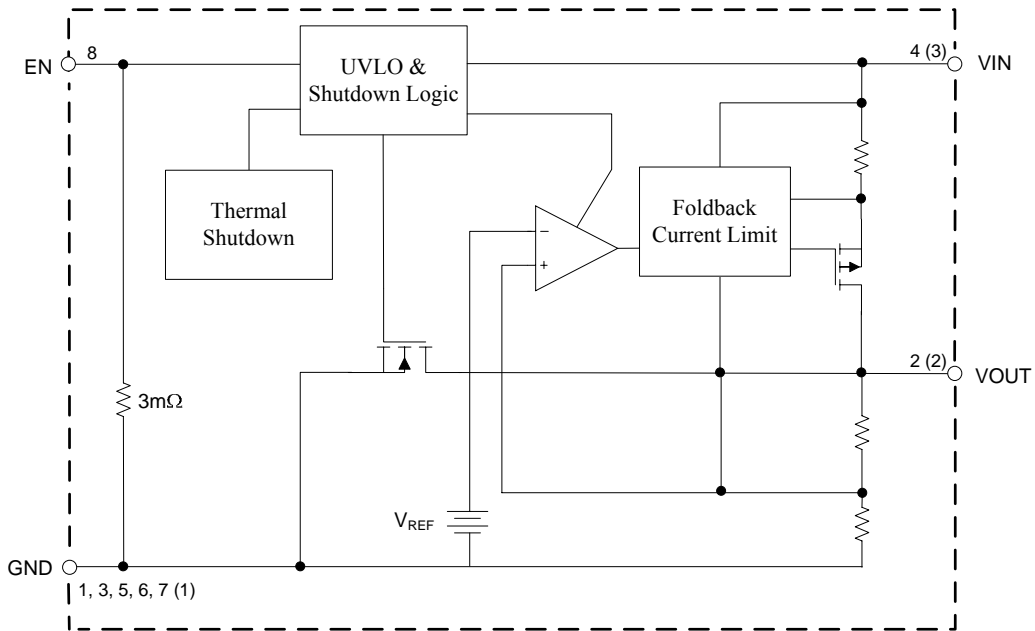 EN
8
UVLO &
Shutdown Logic
4 (3)
VIN
Thermal
Shutdown
−
+
Foldback
Current Limit
2 (2)
VOUT
3mΩ
VREF
GND
1, 3, 5, 6, 7 (1)